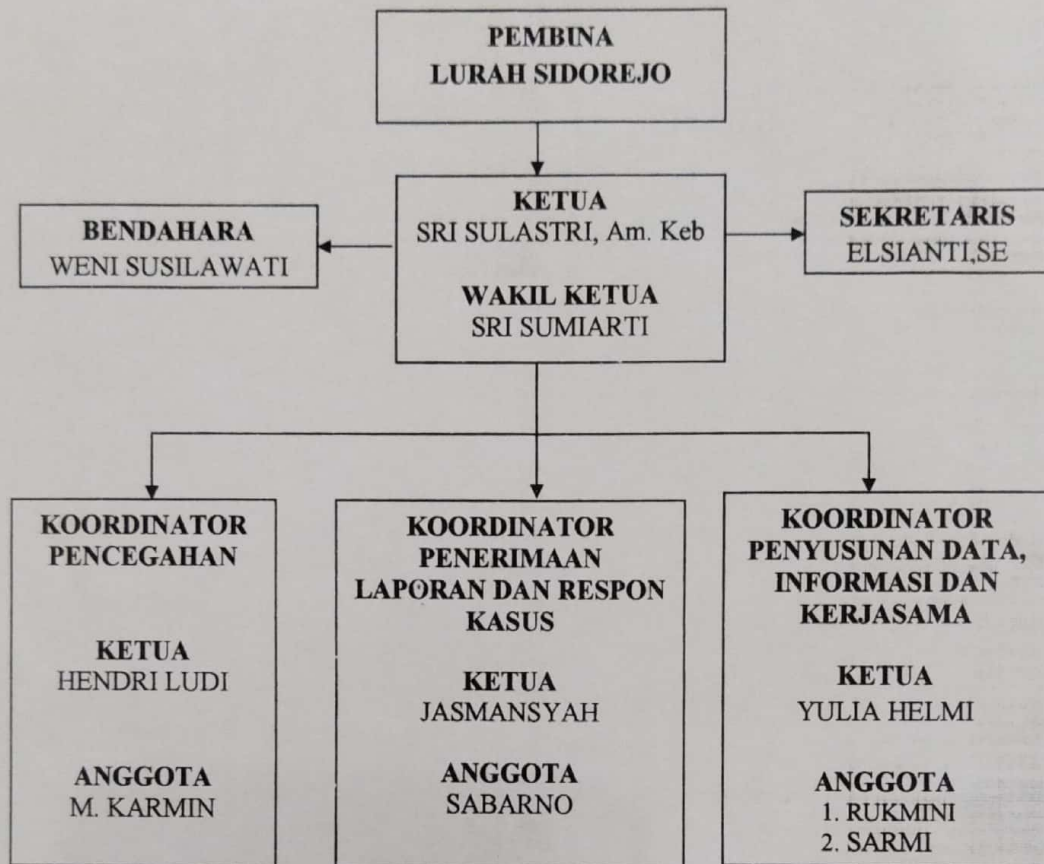 PEMBINA
LURAH SIDOREJO
KETUA
SRI SULASTRI, Am. Keb
WAKIL KETUA
SRI SUMIARTI
BENDAHARA
WENI SUSILAWATI
SEKRETARIS
ELSIANTI,SE
KOORDINATOR
PENCEGAHAN
KETUA
HENDRI LUDI
ANGGOTA
M. KARMIN
KOORDINATOR
PENERIMAAN
LAPORAN DAN RESPON
KASUS
KETUA
JASMANSYAH
ANGGOTA
SABARNO
KOORDINATOR
PENYUSUNAN DATA,
INFORMASI DAN
KERJASAMA
KETUA
YULIA HELMI
ANGGOTA
1. RUKMINI
2. SARMI